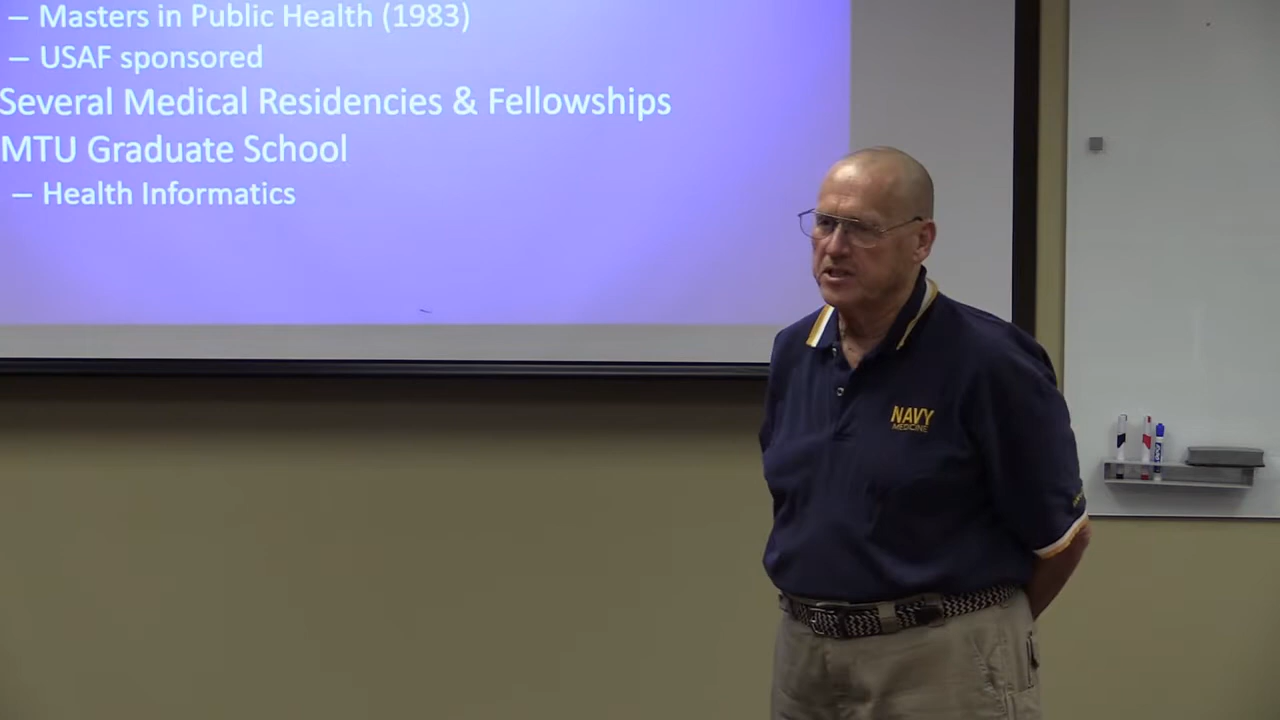 – Masters in Public Health (1983)
– USAF sponsored
Several Medical Residencies & Fellowships
MTU Graduate School
– Health Informatics
NAVY
MEDICINE